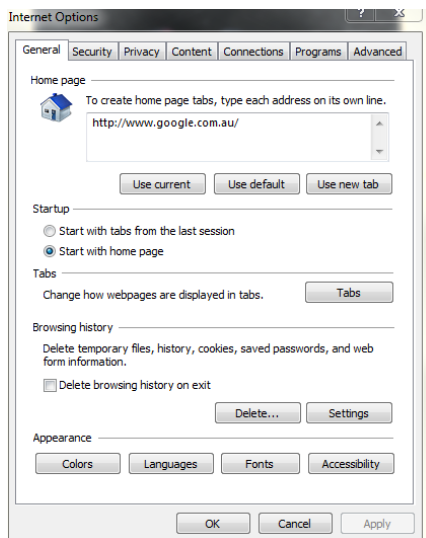 Internet Options
General Security Privacy Content Connections Programs Advanced
Home page
To create home page tabs, type each address on its own line.
http://www.google.com.au/
Use current Use default Use new tab
Startup
Start with tabs from the last session
Start with home page
Tabs
Change how webpages are displayed in tabs. Tabs
Browsing history
Delete temporary files, history, cookies, saved passwords, and web
form information.
Delete browsing history on exit
Delete... Settings
Appearance
Colors Languages Fonts Accessibility
OK Cancel Apply